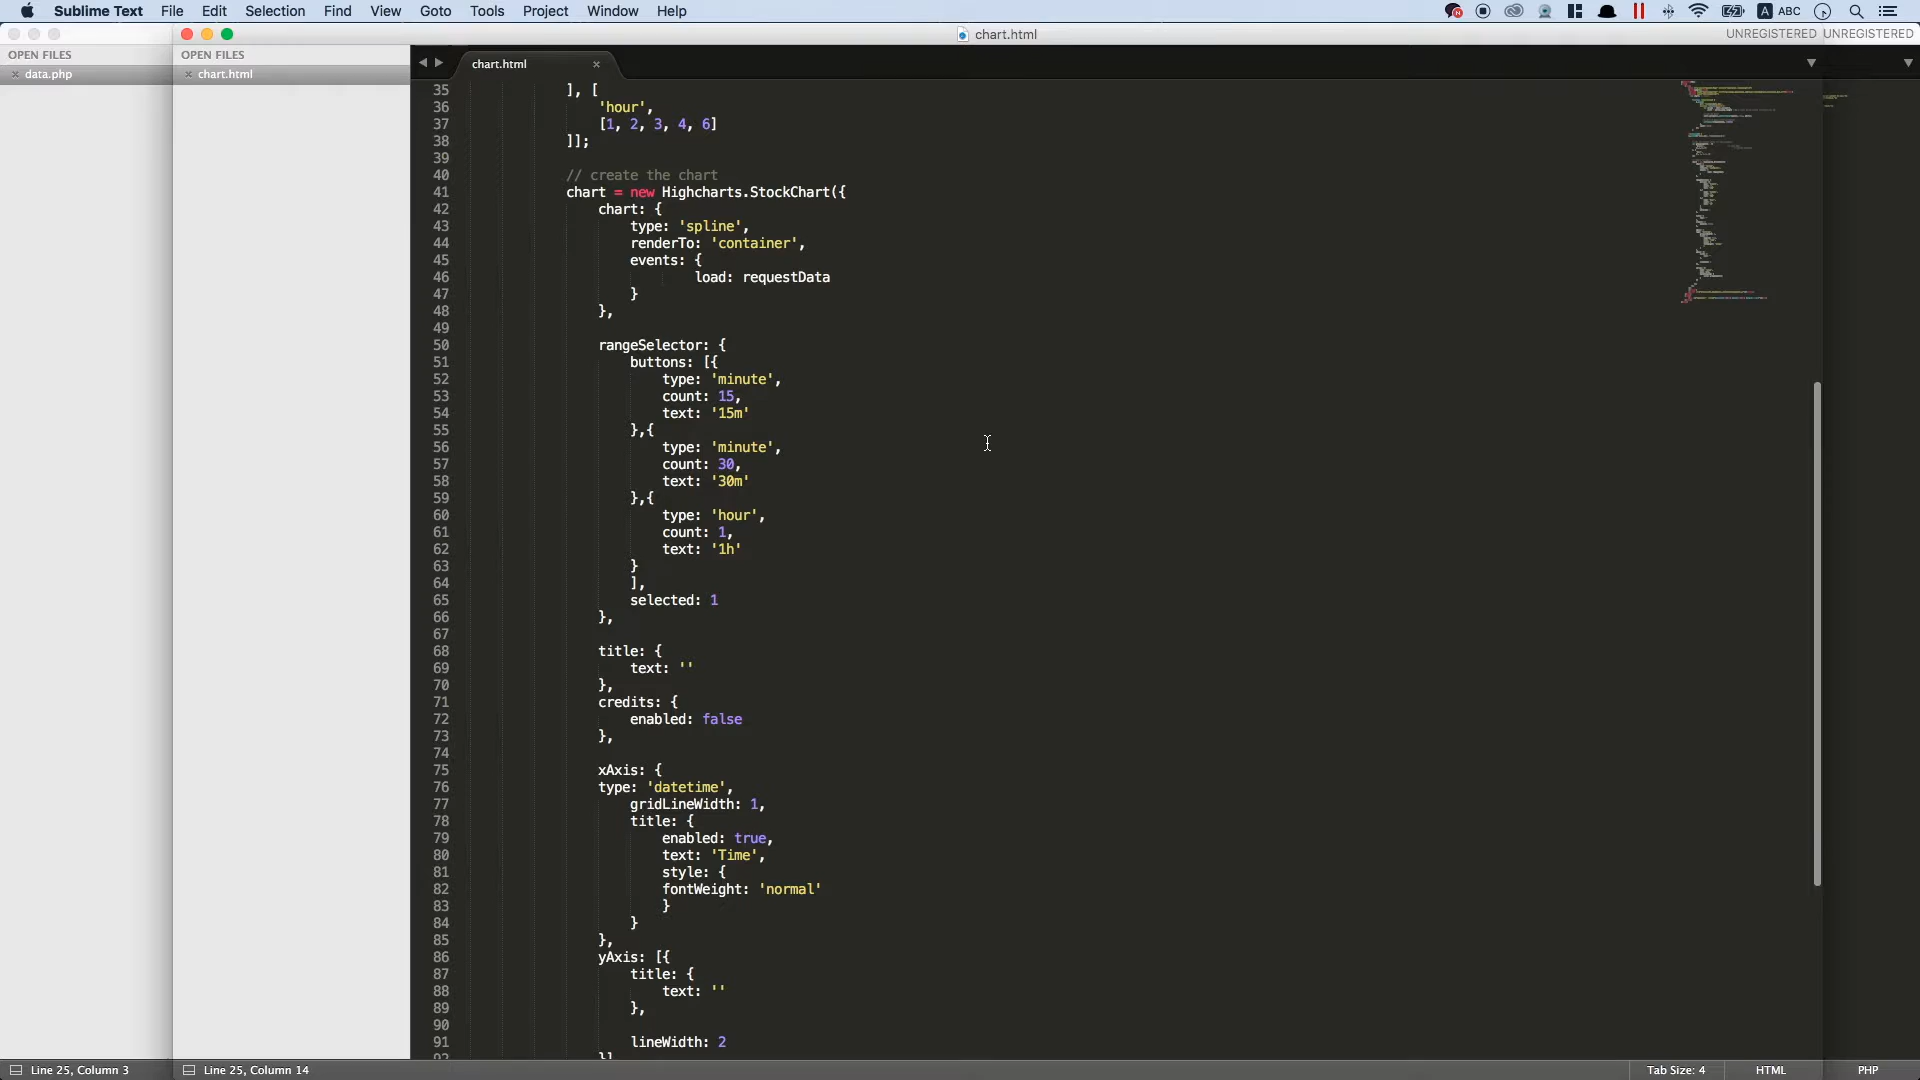 Sublime Text File Edit Selection Find View Goto Tools Project Window Help A ABC
chart.html UNREGISTERED UNREGISTERED
OPEN FILES OPEN FILES
chart.html ×
× data.php × chart.html
35 ], [
36 'hour',
37 [1, 2, 3, 4, 6]
38 ]];
39
40 // create the chart
41 chart = new Highcharts.StockChart({
42 chart: {
43 type: 'spline',
44 renderTo: 'container',
45 events: {
46 load: requestData
47 }
48 },
49
50 rangeSelector: {
51 buttons: [{
52 type: 'minute',
53 count: 15,
54 text: '15m'
55 },{
56 type: 'minute',
57 count: 30,
58 text: '30m'
59 },{
60 type: 'hour',
61 count: 1,
62 text: '1h'
63 }
64 ],
65 selected: 1
66 },
67
68 title: {
69 text: ''
70 },
71 credits: {
72 enabled: false
73 },
74
75 xAxis: {
76 type: 'datetime',
77 gridLineWidth: 1,
78 title: {
79 enabled: true,
80 text: 'Time',
81 style: {
82 fontWeight: 'normal'
83 }
84 }
85 },
86 yAxis: [{
87 title: {
88 text: ''
89 },
90
91 lineWidth: 2
92 }]
Line 25, Column 3 Line 25, Column 14 Tab Size: 4 HTML PHP